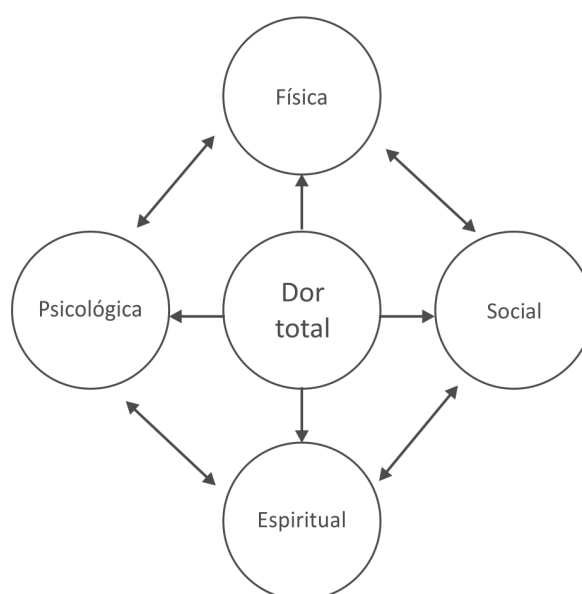 Física
Psicológica
Dor
total
Social
Espiritual